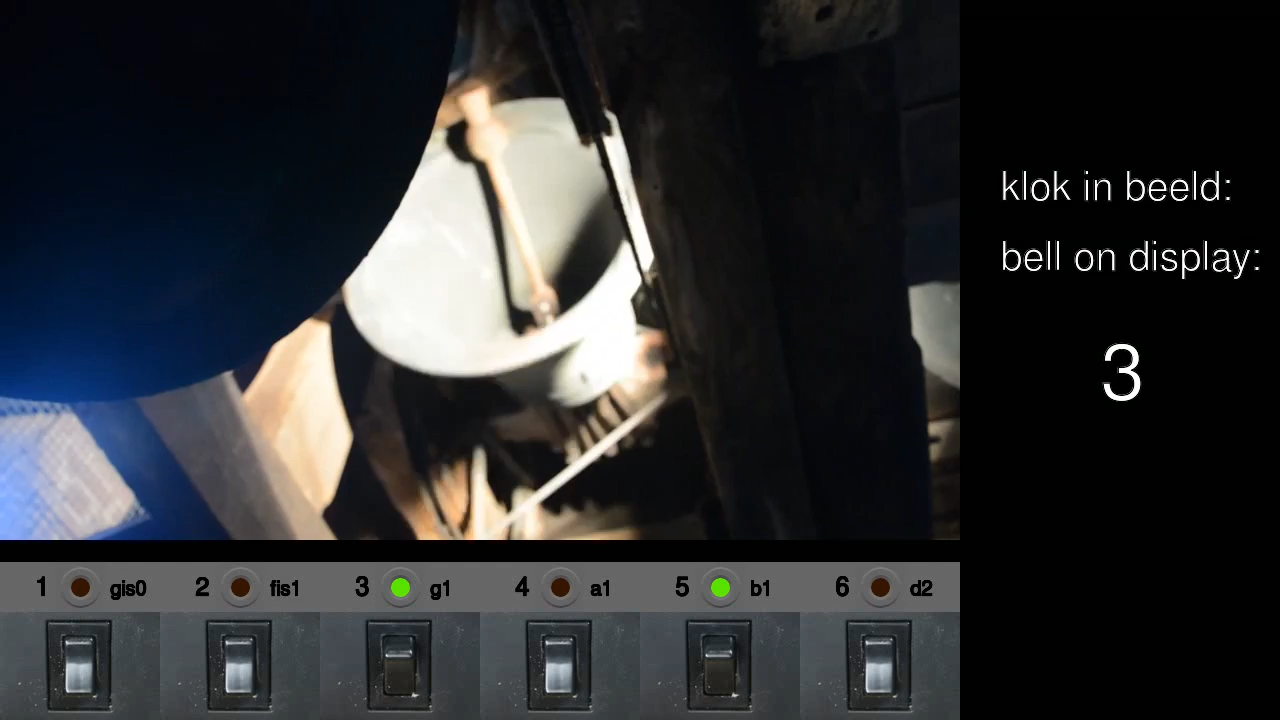 klok in beeld:
bell on display:
3
1 gis0 2 fis1 3 g1 4 a1 5 b1 6 d2